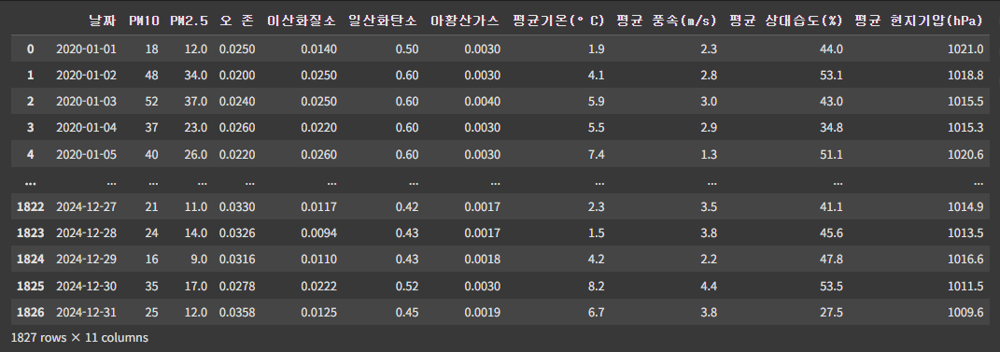 날짜 PM10 PM2.5 오 존 이산화질소 일산화탄소 아황산가스 평균기온(° C) 평균 풍속(m/s) 평균 상대습도(%) 평균 현지기압(hPa)
0 2020-01-01 18 12.0 0.0250 0.0140 0.50 0.0030 1.9 2.3 44.0 1021.0
1 2020-01-02 48 34.0 0.0200 0.0250 0.60 0.0030 4.1 2.8 53.1 1018.8
2 2020-01-03 52 37.0 0.0240 0.0250 0.60 0.0040 5.9 3.0 43.0 1015.5
3 2020-01-04 37 23.0 0.0260 0.0220 0.60 0.0030 5.5 2.9 34.8 1015.3
4 2020-01-05 40 26.0 0.0220 0.0260 0.60 0.0030 7.4 1.3 51.1 1020.6
... ... ... ... ... ... ... ... ... ... ... ...
1822 2024-12-27 21 11.0 0.0330 0.0117 0.42 0.0017 2.3 3.5 41.1 1014.9
1823 2024-12-28 24 14.0 0.0326 0.0094 0.43 0.0017 1.5 3.8 45.6 1013.5
1824 2024-12-29 16 9.0 0.0316 0.0110 0.43 0.0018 4.2 2.2 47.8 1016.6
1825 2024-12-30 35 17.0 0.0278 0.0222 0.52 0.0030 8.2 4.4 53.5 1011.5
1826 2024-12-31 25 12.0 0.0358 0.0125 0.45 0.0019 6.7 3.8 27.5 1009.6
1827 rows × 11 columns